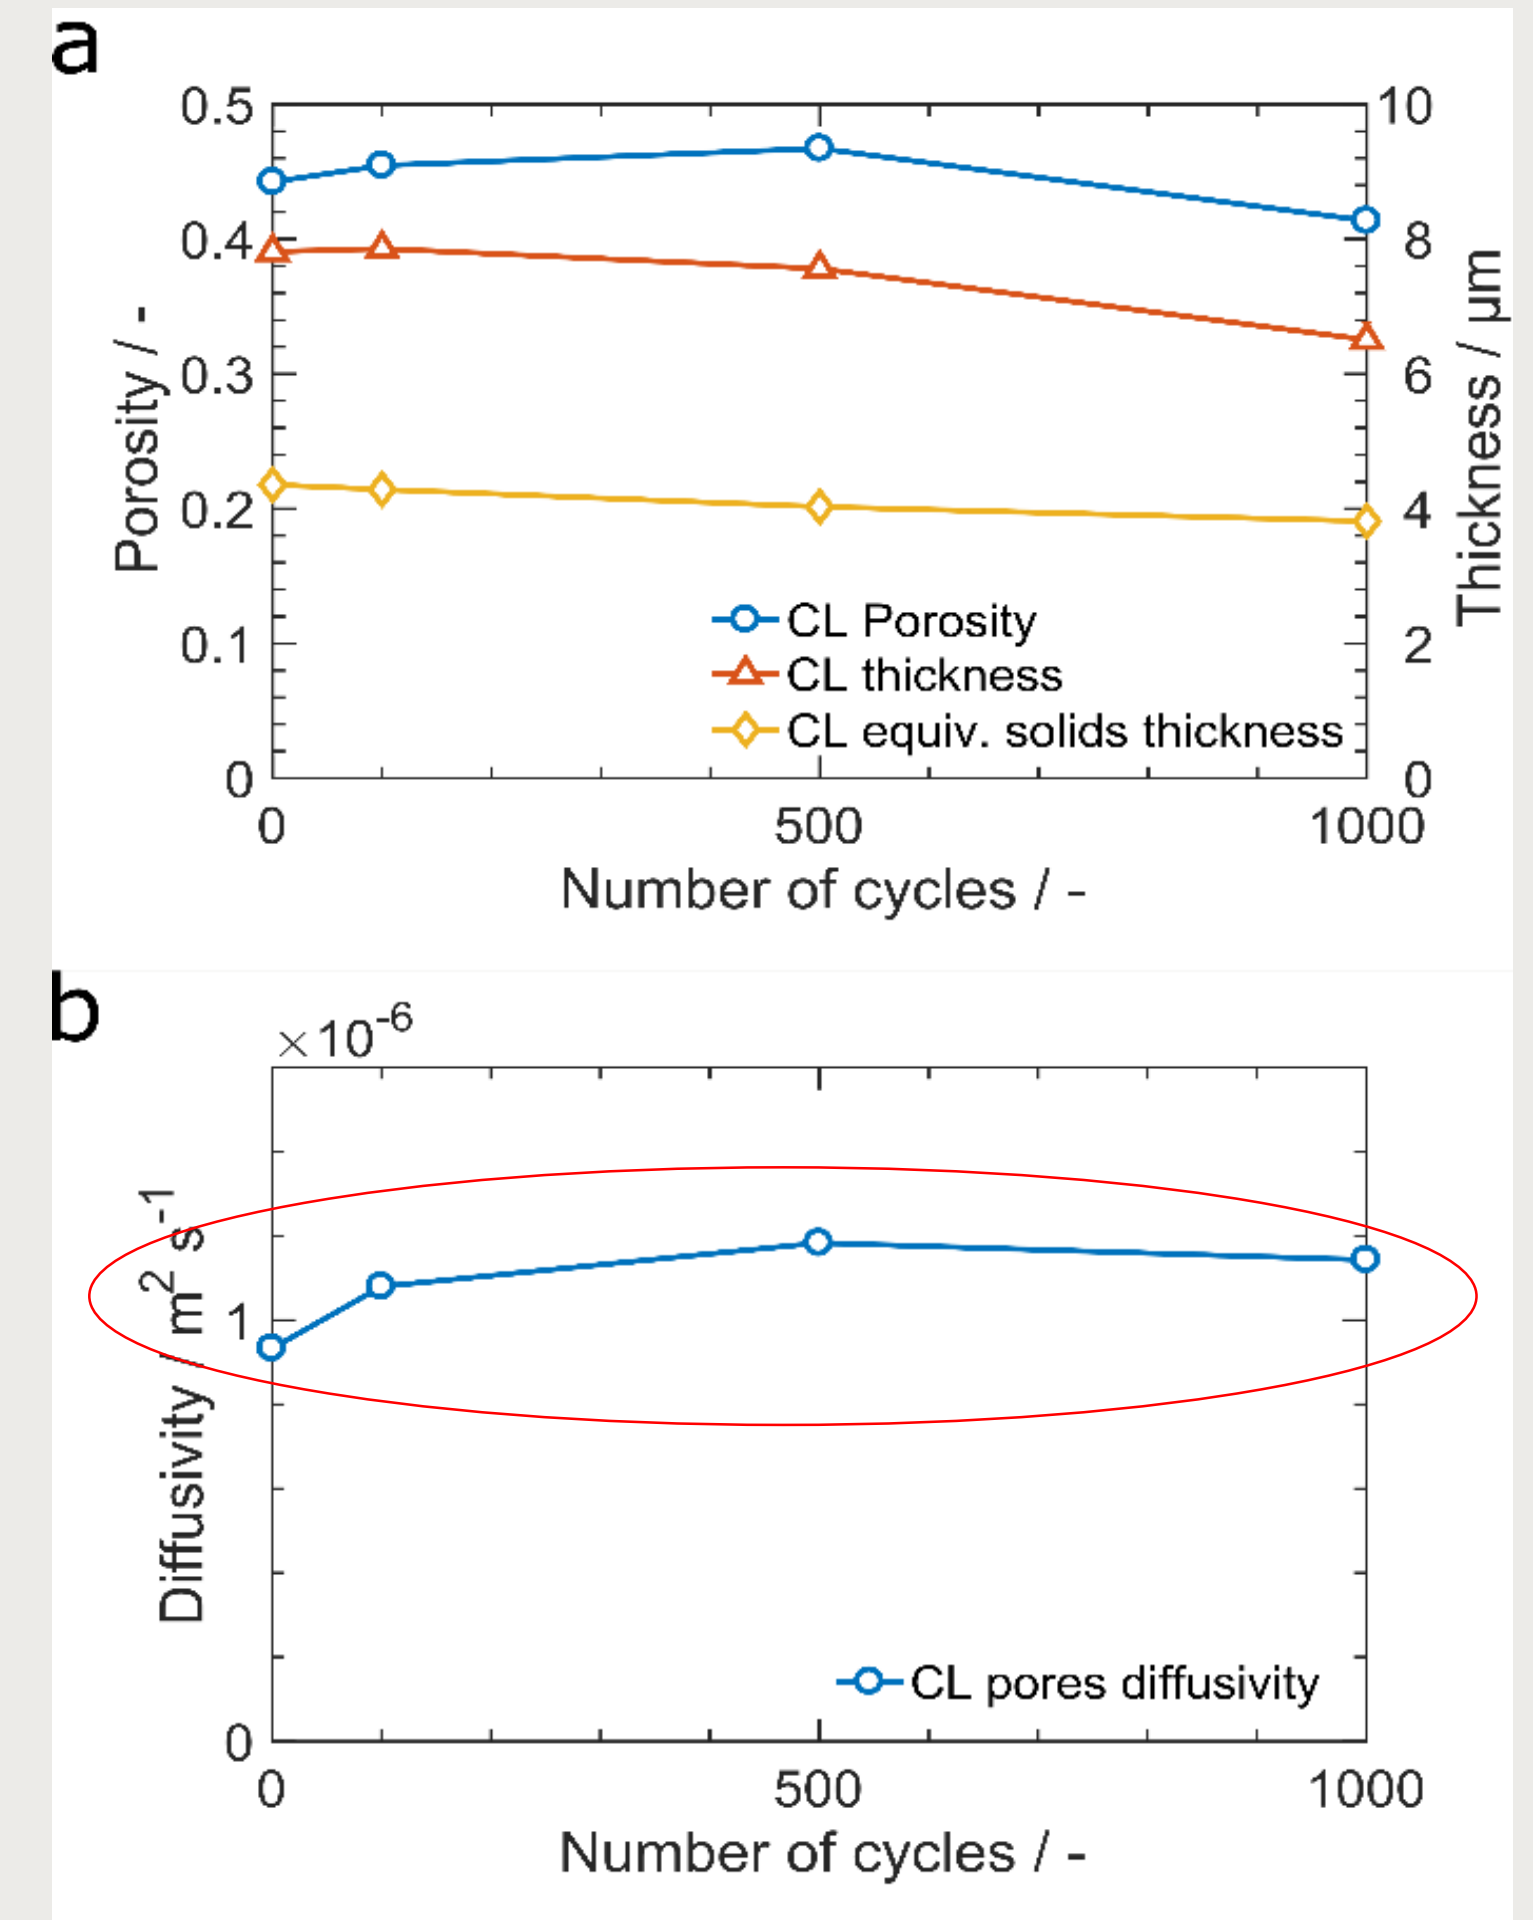 a
0.5
0.4
0.3
0.2
0.1
0
Porosity / -
10
8
6
4
2
0
Thickness / µm
CL Porosity
CL thickness
CL equiv. solids thickness
0 500 1000
Number of cycles / -
b
×10⁻⁶
1
0
Diffusivity / m² s⁻¹
CL pores diffusivity
0 500 1000
Number of cycles / -